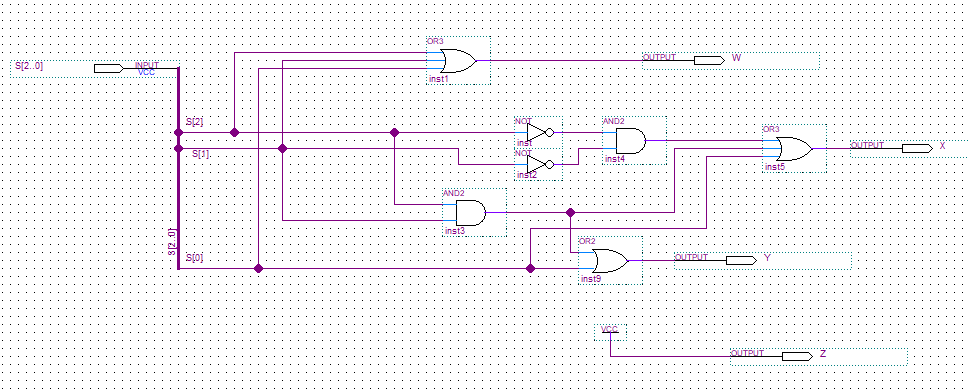 OR3
S[2..0]
INPUT
VCC
OUTPUT
W
inst1
S[2]
NOT
AND2
inst
OR3
S[1]
NOT
OUTPUT
X
inst4
inst2
inst5
AND2
inst3
S[2..0]
OR2
S[0]
OUTPUT
Y
inst9
VCC
OUTPUT
Z